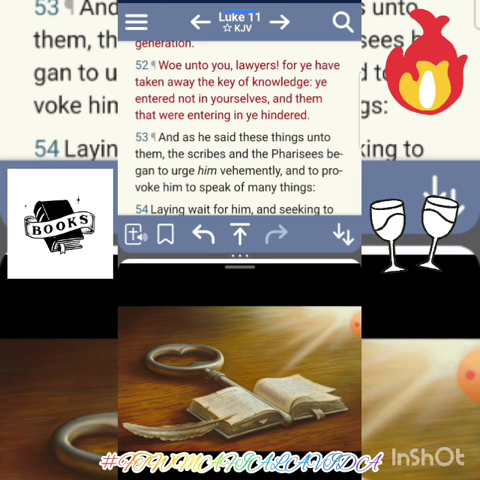 Luke 11
☆ KJV
generation.
52 ¶ Woe unto you, lawyers! for ye have
taken away the key of knowledge: ye
entered not in yourselves, and them
that were entering in ye hindered.
53 ¶ And as he said these things unto
them, the scribes and the Pharisees be-
gan to urge him vehemently, and to pro-
voke him to speak of many things:
54 Laying wait for him, and seeking to
53 And
unto
them, th
gan to u
voke him
gs:
54 Layin
king to
BOOKS
InShOt